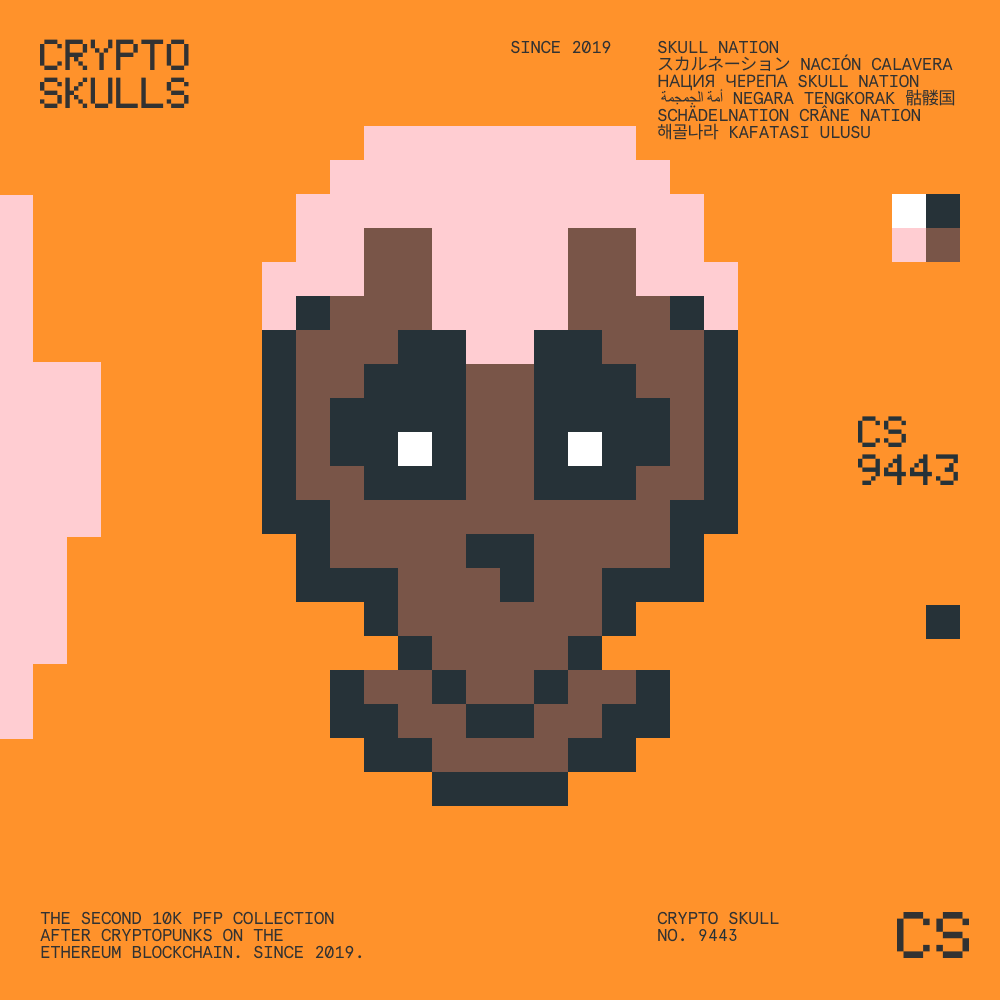 CRYPTO
SKULLS
SINCE 2019
SKULL NATION
スカルネーション NACIÓN CALAVERA
НАЦИЯ ЧЕРЕПА SKULL NATION
أمة الجمجمة NEGARA TENGKORAK 骷髅国
SCHÄDELNATION CRÂNE NATION
해골나라 KAFATASI ULUSU
CS
9443
THE SECOND 10K PFP COLLECTION
AFTER CRYPTOPUNKS ON THE
ETHEREUM BLOCKCHAIN. SINCE 2019.
CRYPTO SKULL
NO. 9443
CS